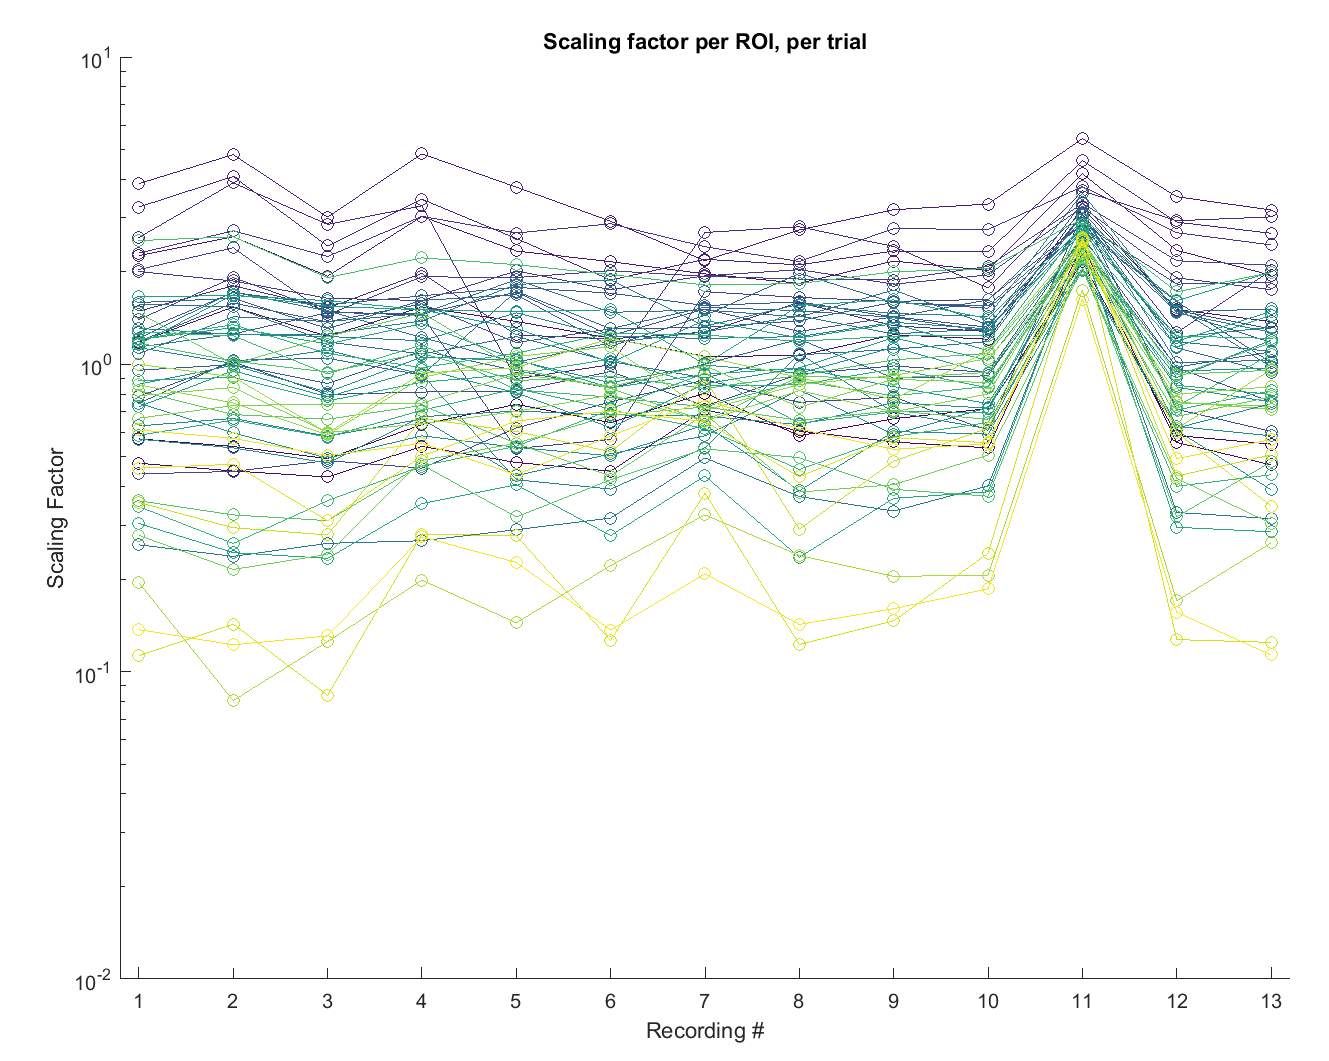 Scaling factor per ROI, per trial
Scaling Factor
10^1
10^0
10^-1
10^-2
1 2 3 4 5 6 7 8 9 10 11 12 13
Recording #